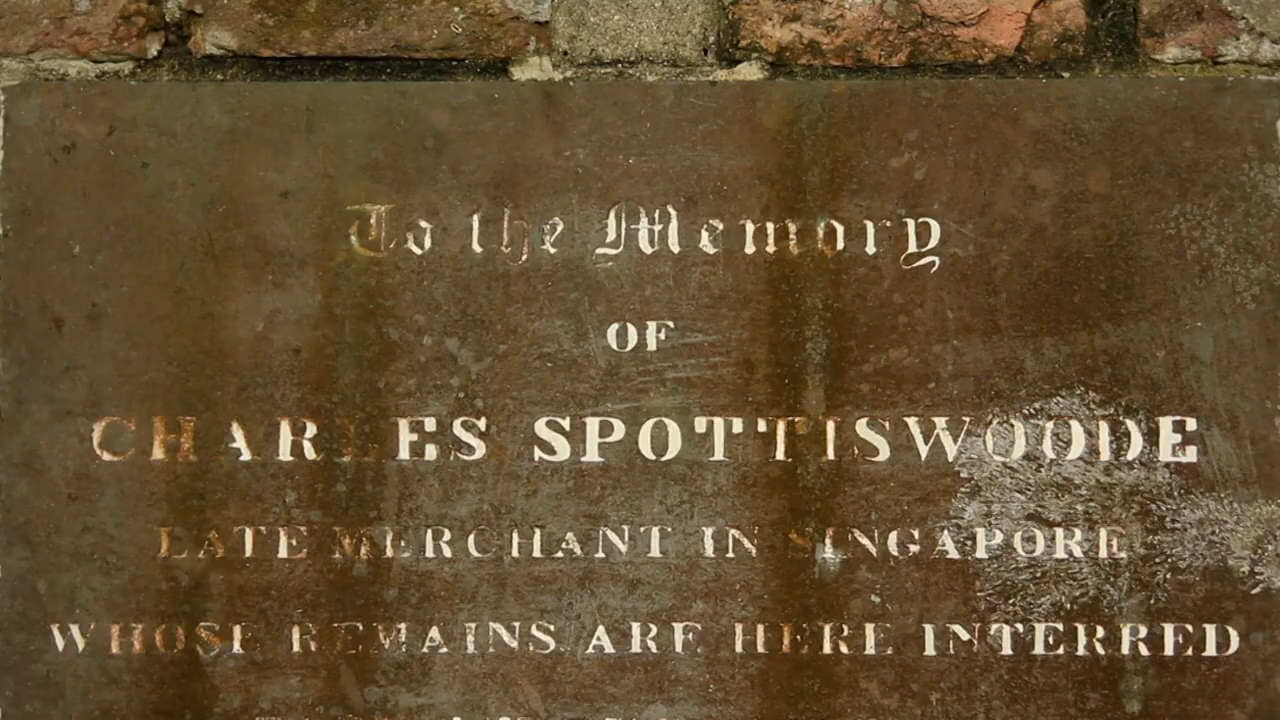 To the Memory
OF
CHARLES SPOTTISWOODE
LATE MERCHANT IN SINGAPORE
WHOSE REMAINS ARE HERE INTERRED